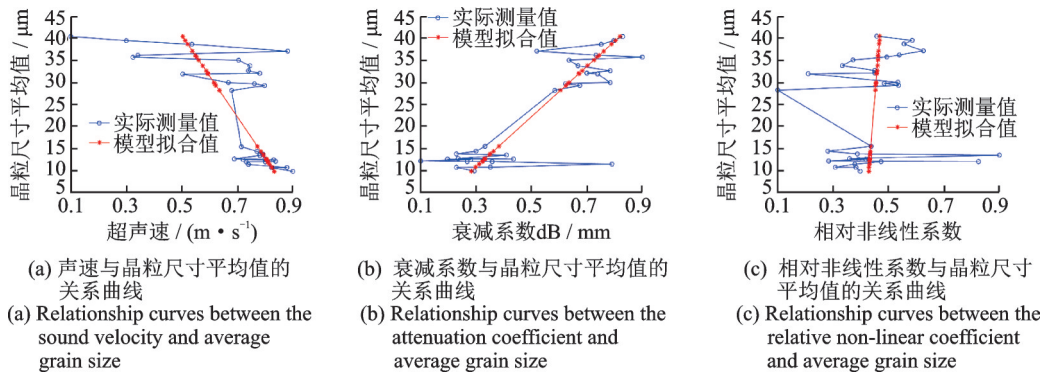 晶粒尺寸平均值 / μm
45
40
35
30
25
20
15
10
5
实际测量值
模型拟合值
0.1 0.3 0.5 0.7 0.9
超声速 / (m · s⁻¹)
(a) 声速与晶粒尺寸平均值的
关系曲线
(a) Relationship curves between the
sound velocity and average
grain size
晶粒尺寸平均值 / μm
45
40
35
30
25
20
15
10
5
实际测量值
模型拟合值
0.1 0.3 0.5 0.7 0.9
衰减系数dB / mm
(b) 衰减系数与晶粒尺寸平均值的
关系曲线
(b) Relationship curves between the
attenuation coefficient and
average grain size
晶粒尺寸平均值 / μm
45
40
35
30
25
20
15
10
5
实际测量值
模型拟合值
0.1 0.3 0.5 0.7 0.9
相对非线性系数
(c) 相对非线性系数与晶粒尺寸
平均值的关系曲线
(c) Relationship curves between the
relative non-linear coefficient
and average grain size